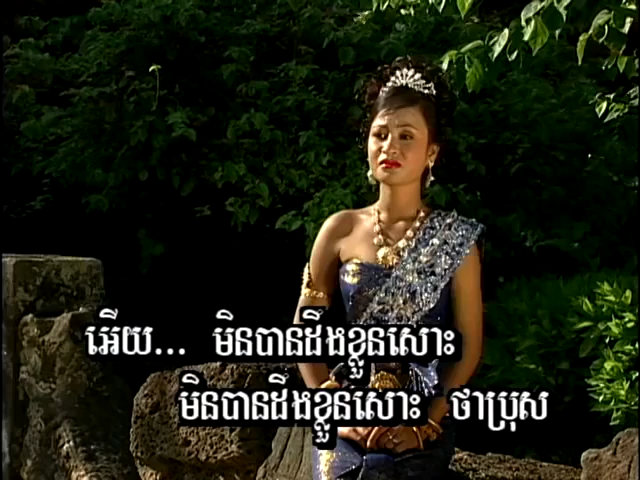 អើយ... មិនបានដឹងខ្លួនសោះ
មិនបានដឹងខ្លួនសោះ ថាប្រុស